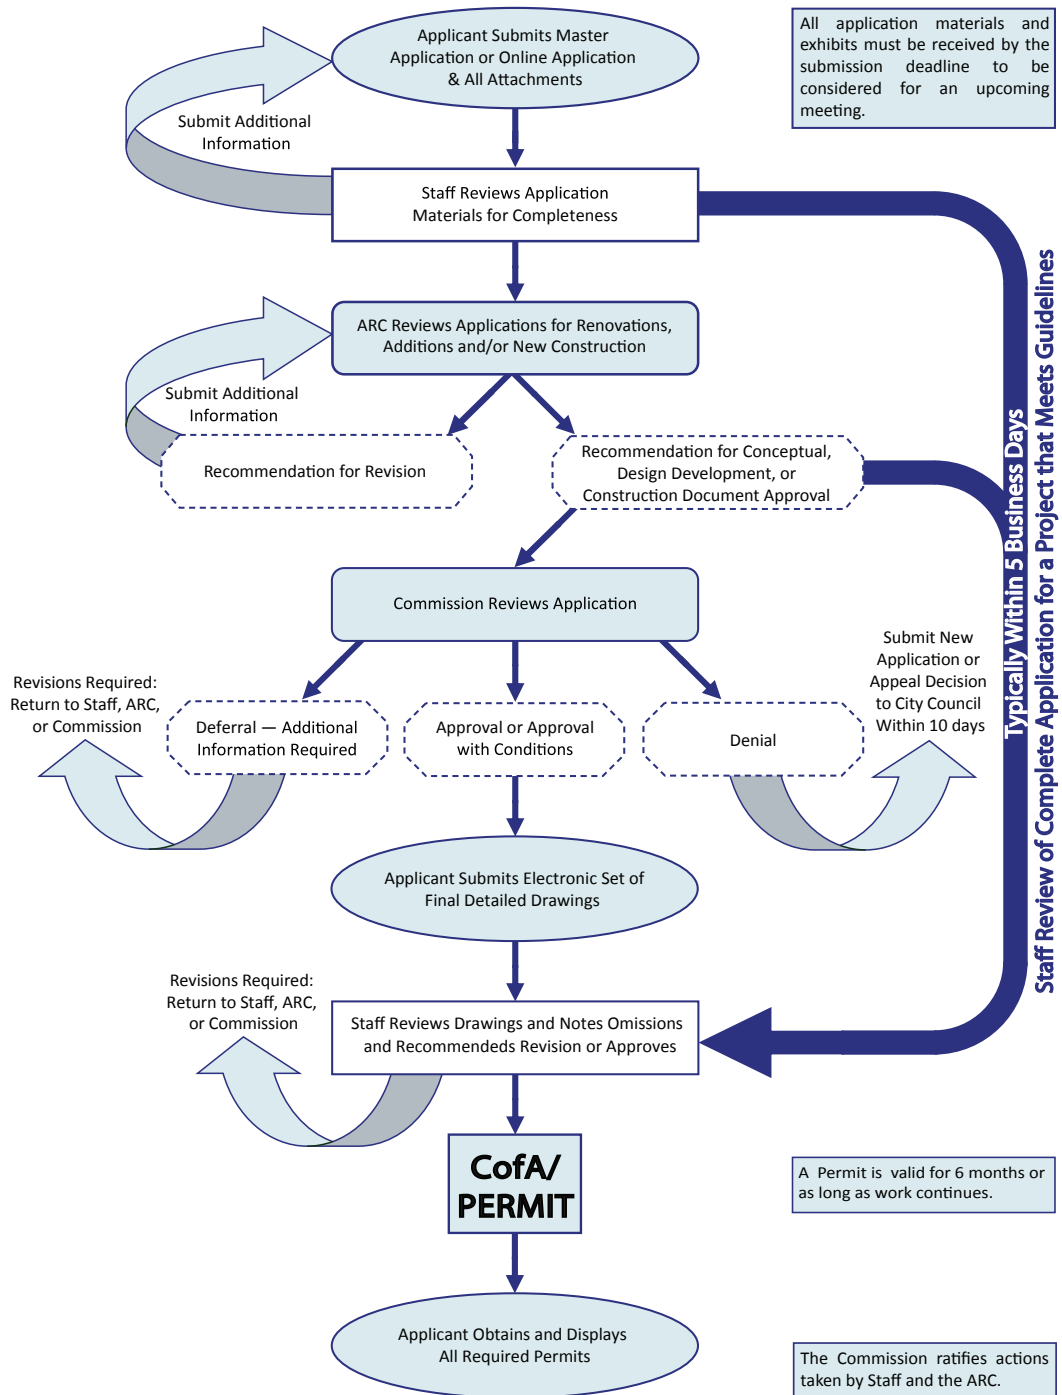 Applicant Submits Master
Application or Online Application
& All Attachments
All application materials and
exhibits must be received by the
submission deadline to be
considered for an upcoming
meeting.
Submit Additional
Information
Staff Reviews Application
Materials for Completeness
ARC Reviews Applications for Renovations,
Additions and/or New Construction
Submit Additional
Information
Recommendation for Revision
Recommendation for Conceptual,
Design Development, or
Construction Document Approval
Typically Within 5 Business Days
Staff Review of Complete Application for a Project that Meets Guidelines
Commission Reviews Application
Revisions Required:
Return to Staff, ARC,
or Commission
Deferral — Additional
Information Required
Approval or Approval
with Conditions
Denial
Submit New
Application or
Appeal Decision
to City Council
Within 10 days
Applicant Submits Electronic Set of
Final Detailed Drawings
Revisions Required:
Return to Staff, ARC,
or Commission
Staff Reviews Drawings and Notes Omissions
and Recommendeds Revision or Approves
CofA/
PERMIT
A Permit is valid for 6 months or
as long as work continues.
Applicant Obtains and Displays
All Required Permits
The Commission ratifies actions
taken by Staff and the ARC.